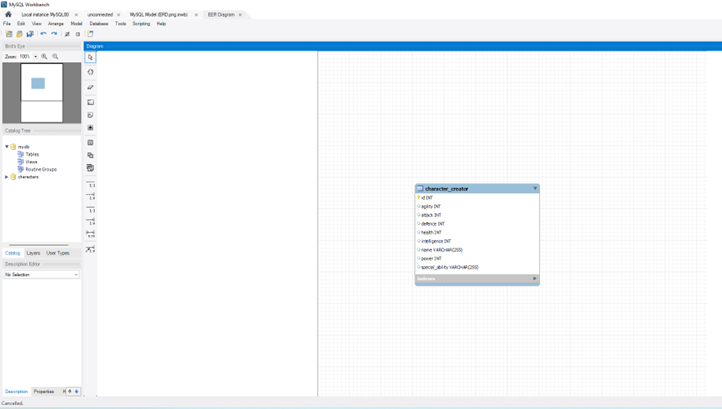 MySQL Workbench
Local instance MySQL80 ×
unconnected ×
MySQL Model (EPD.png.mwb) ×
EER Diagram ×
File Edit View Arrange Model Database Tools Scripting Help
Bird's Eye
Zoom: 100%
Diagram
Catalog Tree
mydb
Tables
Views
Routine Groups
characters
Catalog Layers User Types
Description Editor
No Selection
Description Properties H
1:1
1:n
1:1
1:n
n:m
character_creator
id INT
agility INT
attack INT
defence INT
health INT
intelligence INT
name VARCHAR(255)
power INT
special_ability VARCHAR(255)
Indexes
Cancelled.